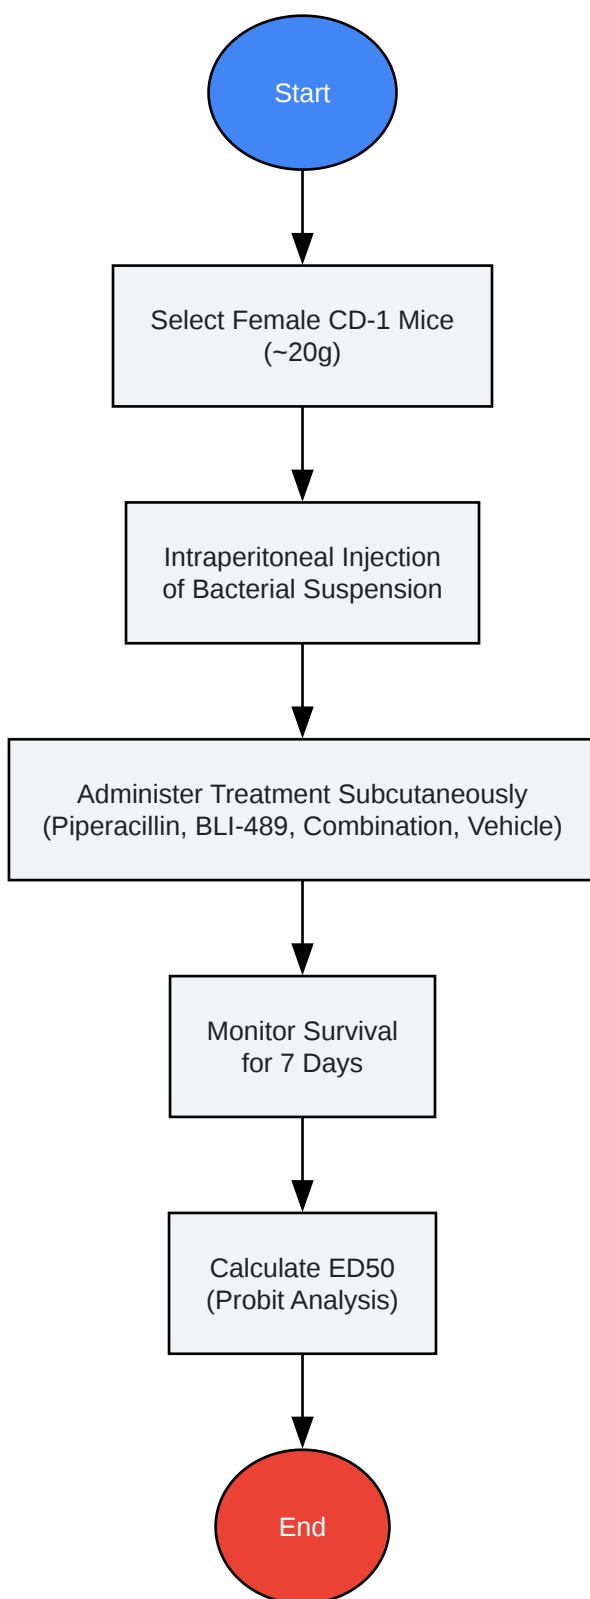 Start
Select Female CD-1 Mice
(~20g)
Intraperitoneal Injection
of Bacterial Suspension
Administer Treatment Subcutaneously
(Piperacillin, BLI-489, Combination, Vehicle)
Monitor Survival
for 7 Days
Calculate ED50
(Probit Analysis)
End